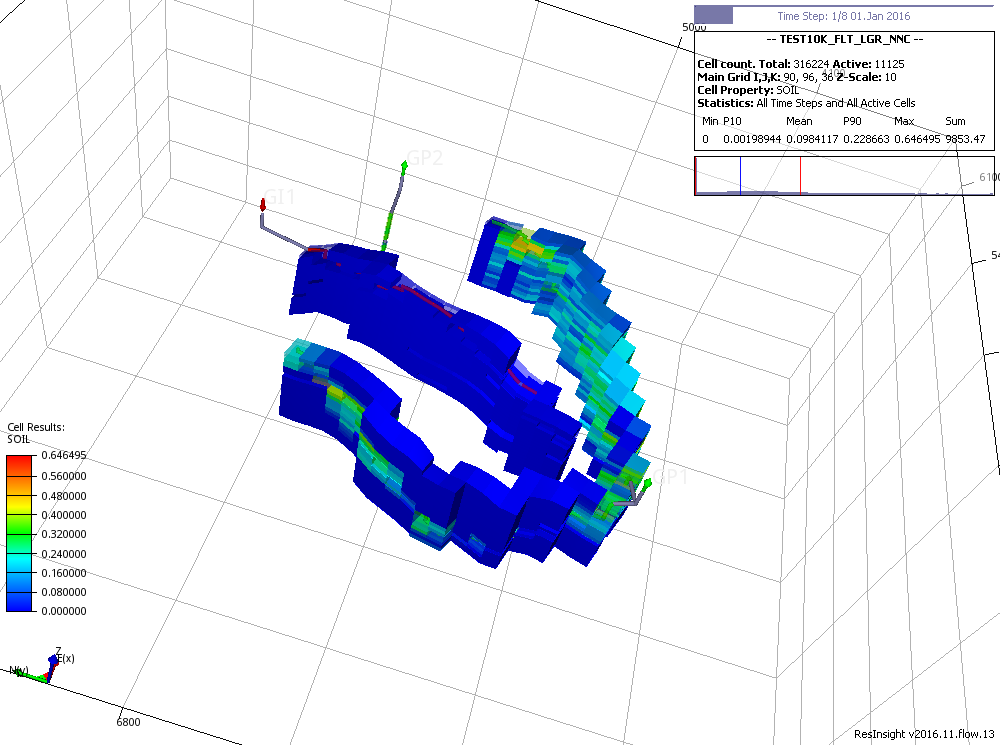 Time Step: 1/8 01.Jan 2016
5000
-- TEST10K_FLT_LGR_NNC --
Cell count. Total: 316224 Active: 11125
Main Grid I,J,K: 90, 96, 36 Z-Scale: 10
Cell Property: SOIL
Statistics: All Time Steps and All Active Cells
Min P10 Mean P90 Max Sum
0 0.00198944 0.0984117 0.228663 0.646495 9853.47
GP2
GI1
6100
54
GP1
Cell Results:
SOIL
0.646495
0.560000
0.480000
0.400000
0.320000
0.240000
0.160000
0.080000
0.000000
Z
E(x)
N(y)
6800
ResInsight v2016.11.flow.13